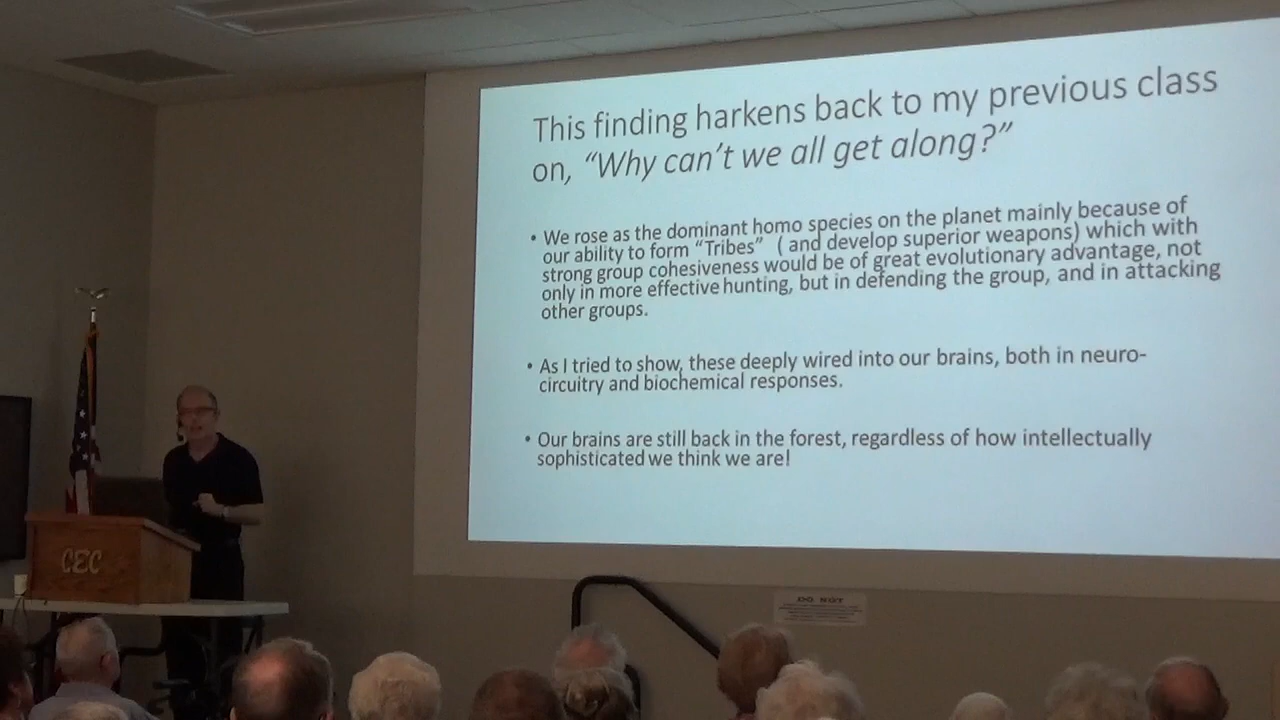 This finding harkens back to my previous class
on, “Why can’t we all get along?”
• We rose as the dominant homo species on the planet mainly because of
our ability to form “Tribes” ( and develop superior weapons) which with
strong group cohesiveness would be of great evolutionary advantage, not
only in more effective hunting, but in defending the group, and in attacking
other groups.
• As I tried to show, these deeply wired into our brains, both in neuro-
circuitry and biochemical responses.
• Our brains are still back in the forest, regardless of how intellectually
sophisticated we think we are!
CEC
DO NOT